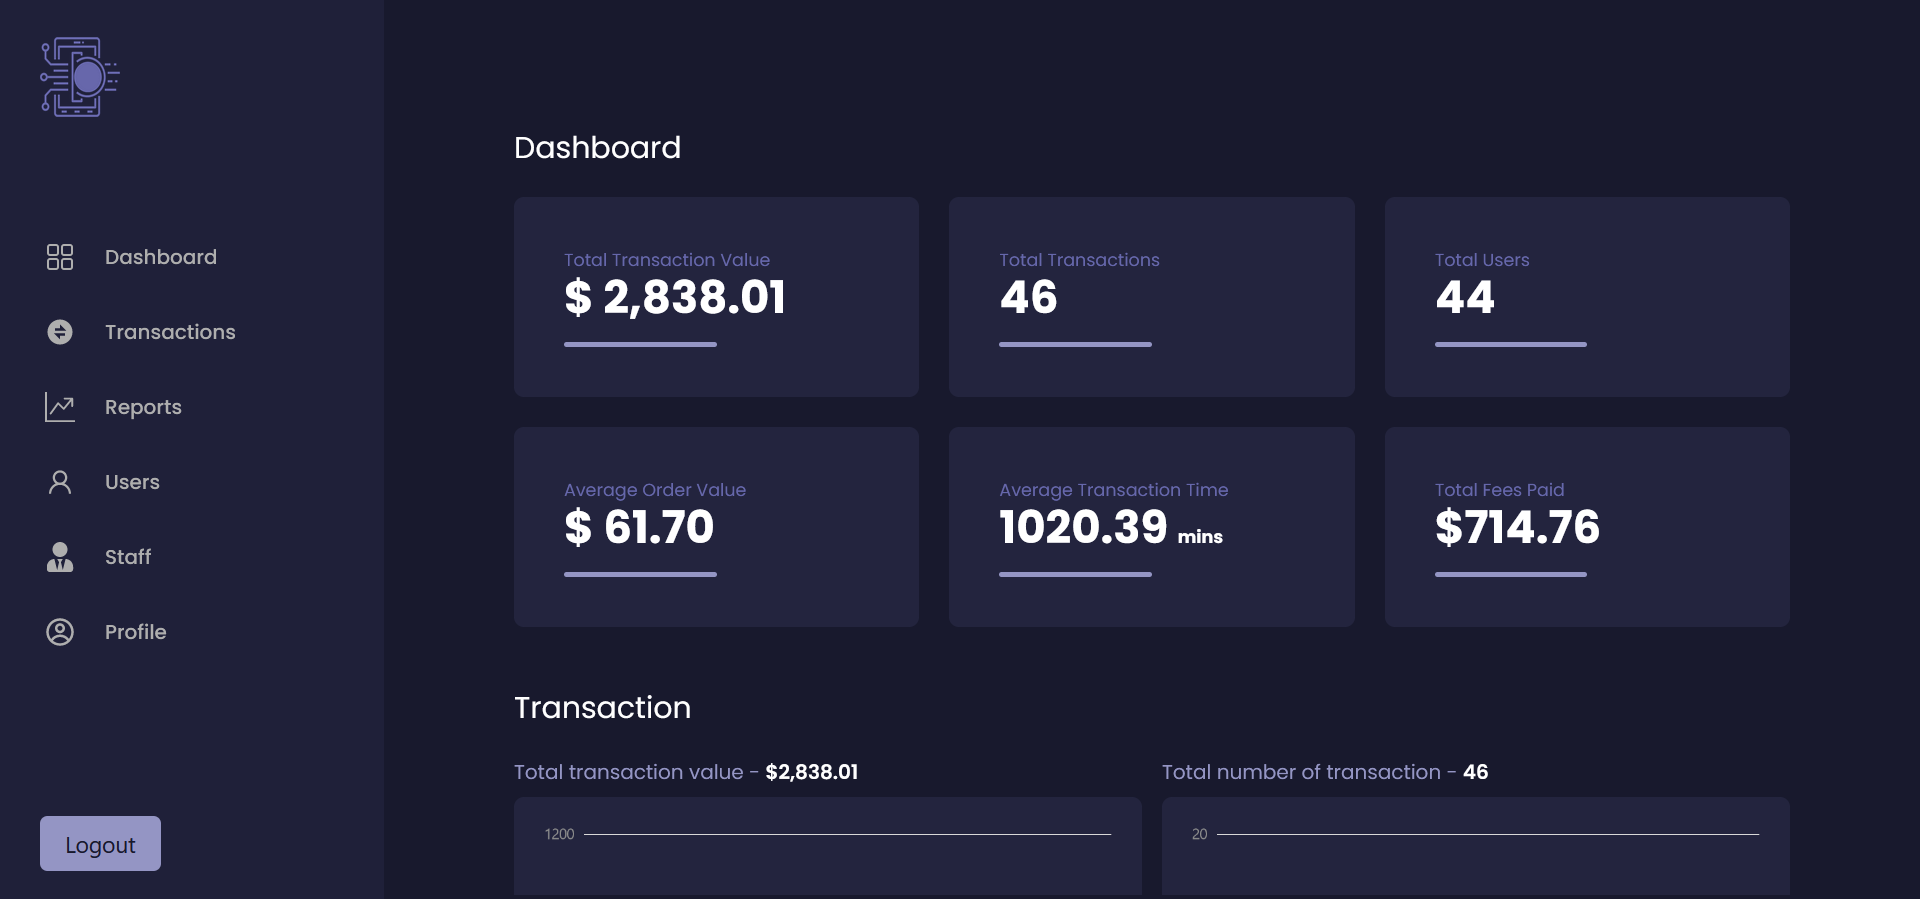 Dashboard
Transactions
Reports
Users
Staff
Profile
Logout
Dashboard
Total Transaction Value
$ 2,838.01
Total Transactions
46
Total Users
44
Average Order Value
$ 61.70
Average Transaction Time
1020.39 mins
Total Fees Paid
$714.76
Transaction
Total transaction value - $2,838.01
1200
Total number of transaction - 46
20